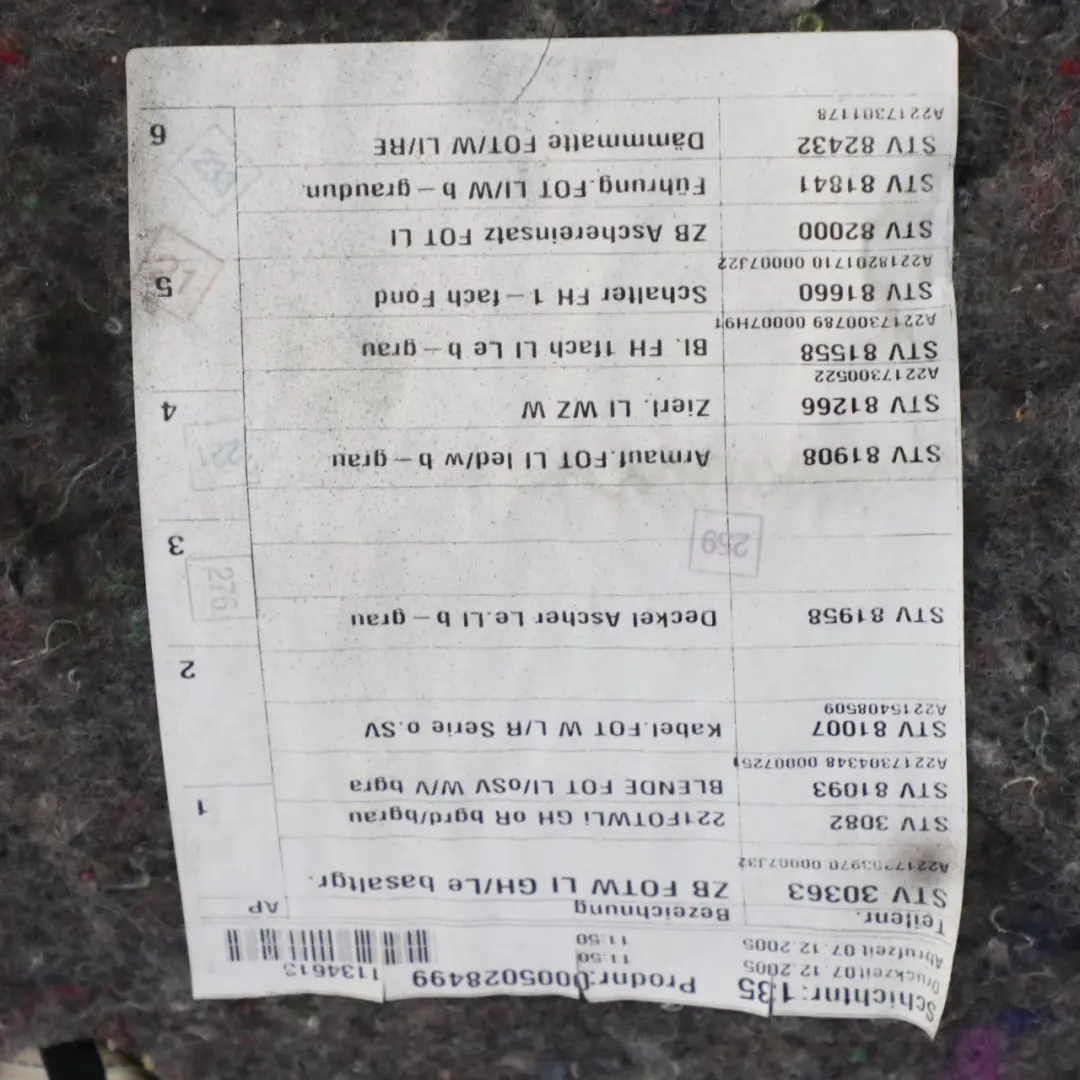 Schichtnr:135 Prodnr:0005028499 1134613
Druckzeit 07.12.2005 11:50
Abrufzeit 07.12.2005 11:50
Teilenr. Bezeichnung AP
STV 30363 ZB FOTW LI GH/Le basaltgr.
00007J32
STV 3082 221FOTWLi GH oR bgrd/bgrau 1
STV 81093 BLENDE FOT LI/oSV W/V bgra
A2217304348 00007251
STV 81007 Kabel.FOT W L/R Serie o.SV
A2215408509
2
STV 81958 Deckel Ascher Le.LI b-grau
276
259
3
STV 81908 Armauf.FOT LI led/w b-grau
221
STV 81266 Zierl. LI WZ W 4
A2217300522
STV 81558 Bl. FH 1fach LI Le b-grau
A2217300789 00007H91
STV 81660 Schalter FH 1-fach Fond 5
A2218201710 00007J22
21
STV 82000 ZB Aschereinsatz FOT LI
STV 81841 Führung.FOT LI/W b-graudun.
STV 82432 Dämmatte FOT/W LI/RE 6
A2217301178